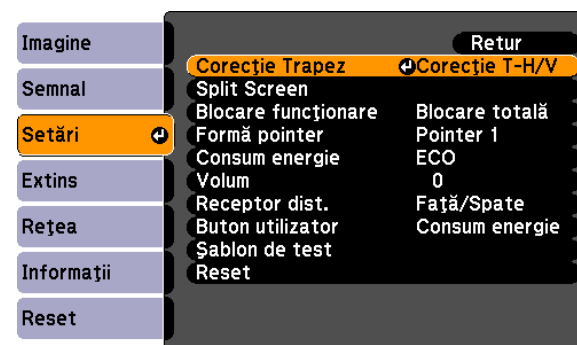 Imagine
Semnal
Setări
Extins
Reţea
Informaţii
Reset
Retur
Corecţie Trapez Corecţie T-H/V
Split Screen
Blocare funcţionare Blocare totală
Formă pointer Pointer 1
Consum energie ECO
Volum 0
Receptor dist. Faţă/Spate
Buton utilizator Consum energie
Şablon de test
Reset